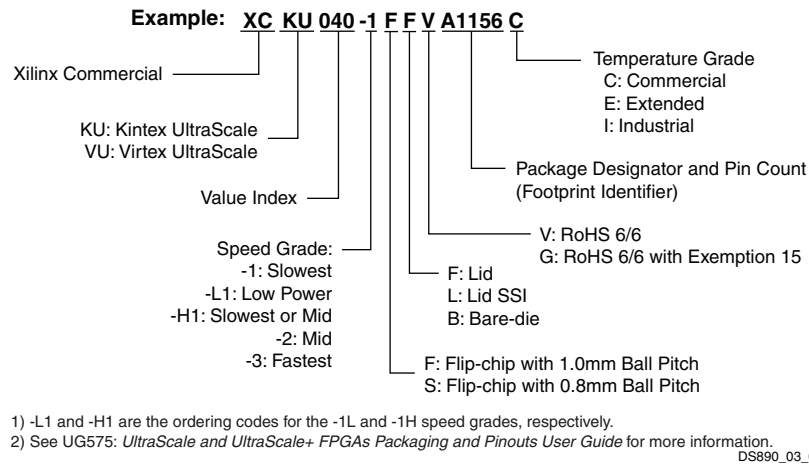 Example: XC KU 040 -1 F F V A1156 C
Xilinx Commercial
Temperature Grade
C: Commercial
E: Extended
I: Industrial
KU: Kintex UltraScale
VU: Virtex UltraScale
Package Designator and Pin Count
(Footprint Identifier)
Value Index
V: RoHS 6/6
G: RoHS 6/6 with Exemption 15
Speed Grade:
-1: Slowest
-L1: Low Power
-H1: Slowest or Mid
-2: Mid
-3: Fastest
F: Lid
L: Lid SSI
B: Bare-die
F: Flip-chip with 1.0mm Ball Pitch
S: Flip-chip with 0.8mm Ball Pitch
1) -L1 and -H1 are the ordering codes for the -1L and -1H speed grades, respectively.
2) See UG575: UltraScale and UltraScale+ FPGAs Packaging and Pinouts User Guide for more information.
DS890_03_